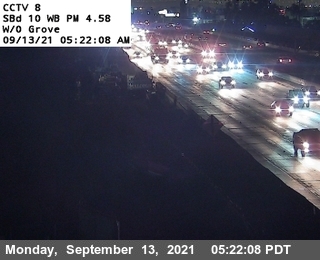 CCTV 8
SBd 10 WB PM 4.58
W/O Grove
09/13/21 05:22:08 AM
Monday, September 13, 2021 05:22:08 PDT